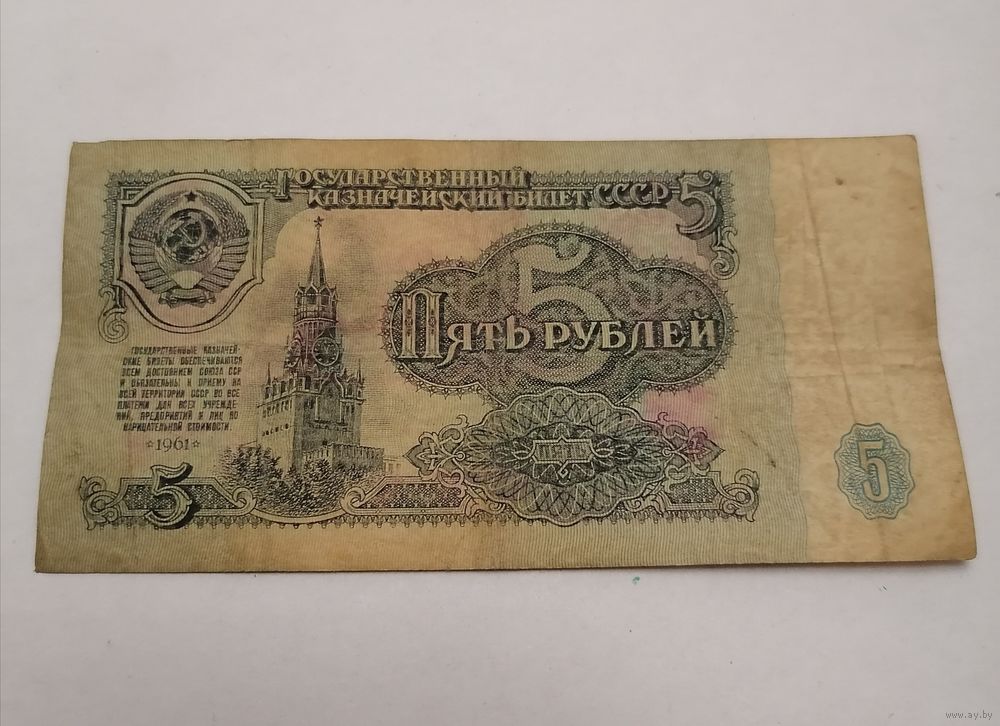 Государственный
казначейский билет СССР 5
5
Пять рублей
Государственные казначей-
ские билеты обеспечиваются
всем достоянием Союза ССР
и обязательны к приему на
всей территории СССР во все
платежи для всех учрежде-
ний, предприятий и лиц по
нарицательной стоимости.
☆1961☆
ПЯТЬ
5
5
www.ay.by